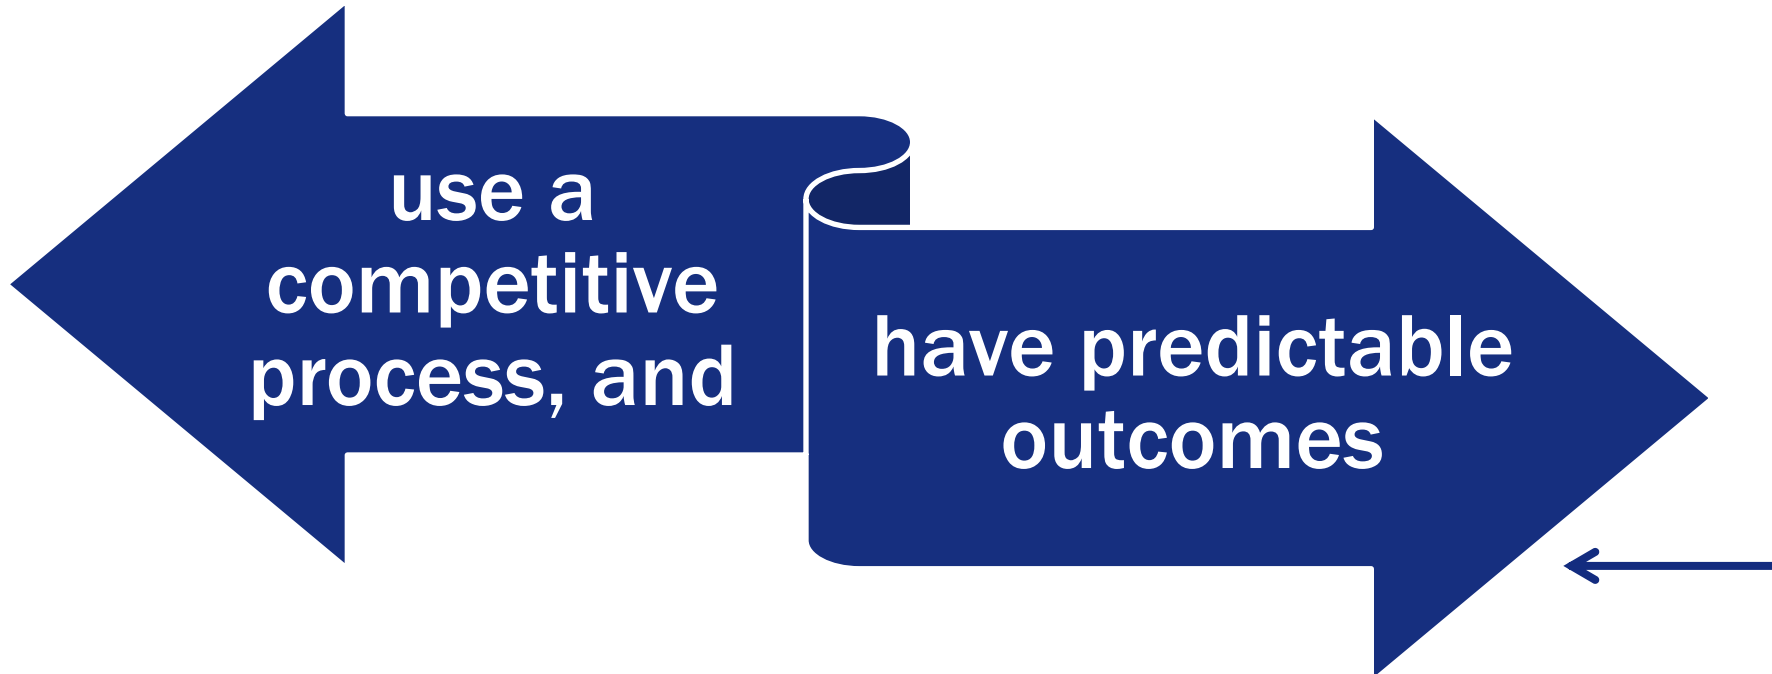 use a
competitive
process, and
have predictable
outcomes